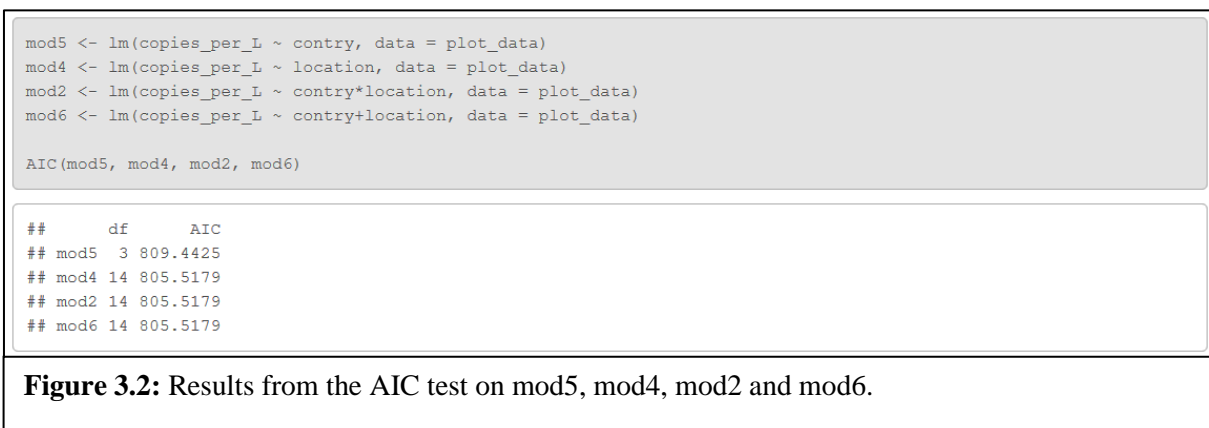 mod5 <- lm(copies_per_L ~ contry, data = plot_data)
mod4 <- lm(copies_per_L ~ location, data = plot_data)
mod2 <- lm(copies_per_L ~ contry*location, data = plot_data)
mod6 <- lm(copies_per_L ~ contry+location, data = plot_data)
AIC(mod5, mod4, mod2, mod6)
## df AIC
## mod5 3 809.4425
## mod4 14 805.5179
## mod2 14 805.5179
## mod6 14 805.5179
Figure 3.2: Results from the AIC test on mod5, mod4, mod2 and mod6.